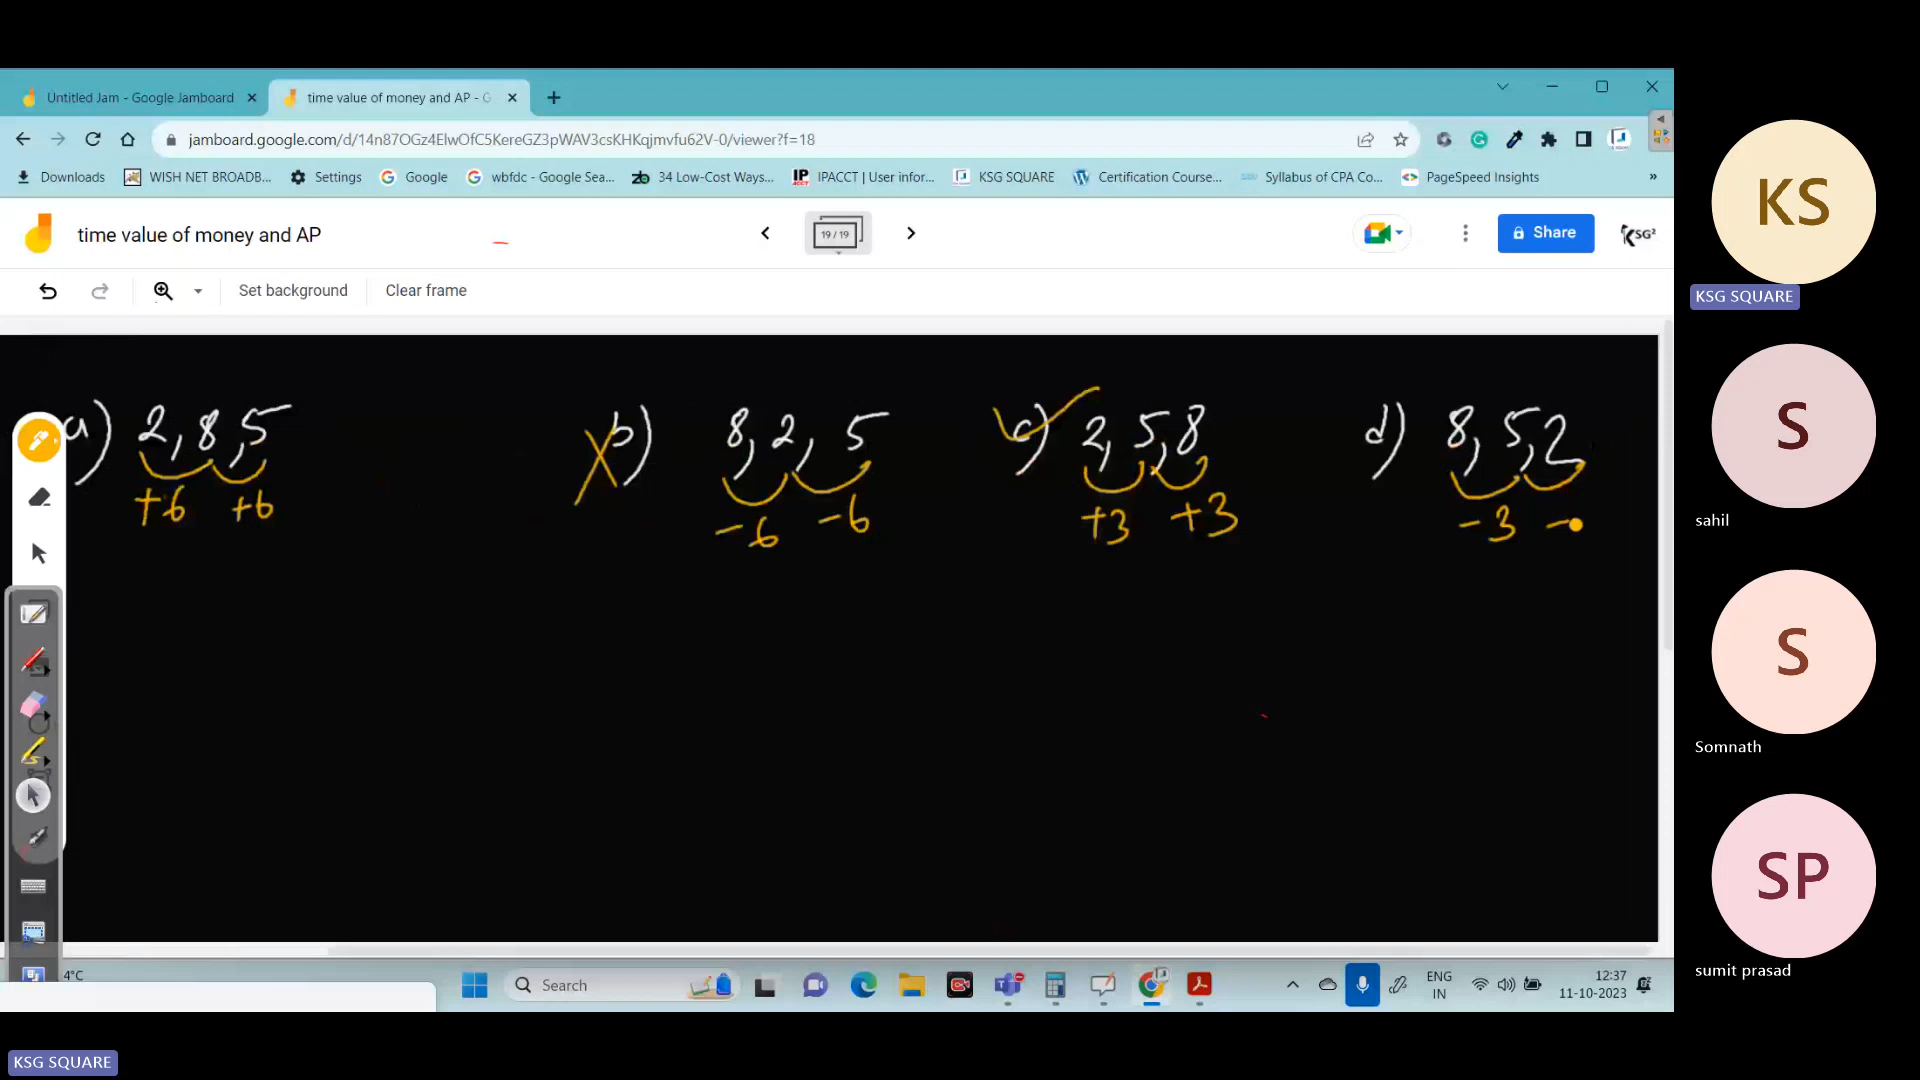 Untitled Jam - Google Jamboard
time value of money and AP - G
jamboard.google.com/d/14n87OGz4ElwOfC5KereGZ3pWAV3csKHKqjmvfu62V-0/viewer?f=18
Downloads WISH NET BROADB... Settings Google wbfdc - Google Sea... 34 Low-Cost Ways... IPACCT | User infor... KSG SQUARE Certification Course... Syllabus of CPA Co... PageSpeed Insights »
time value of money and AP 19 / 19 Share KSG²
Set background Clear frame
a) 2, 8, 5 b) 8, 2, 5 c) 2, 5, 8 d) 8, 5, 2
+6 +6 -6 -6 +3 +3 -3 -
KS
KSG SQUARE
S
sahil
S
Somnath
SP
sumit prasad
4°C Search ENG IN 12:37 11-10-2023
KSG SQUARE